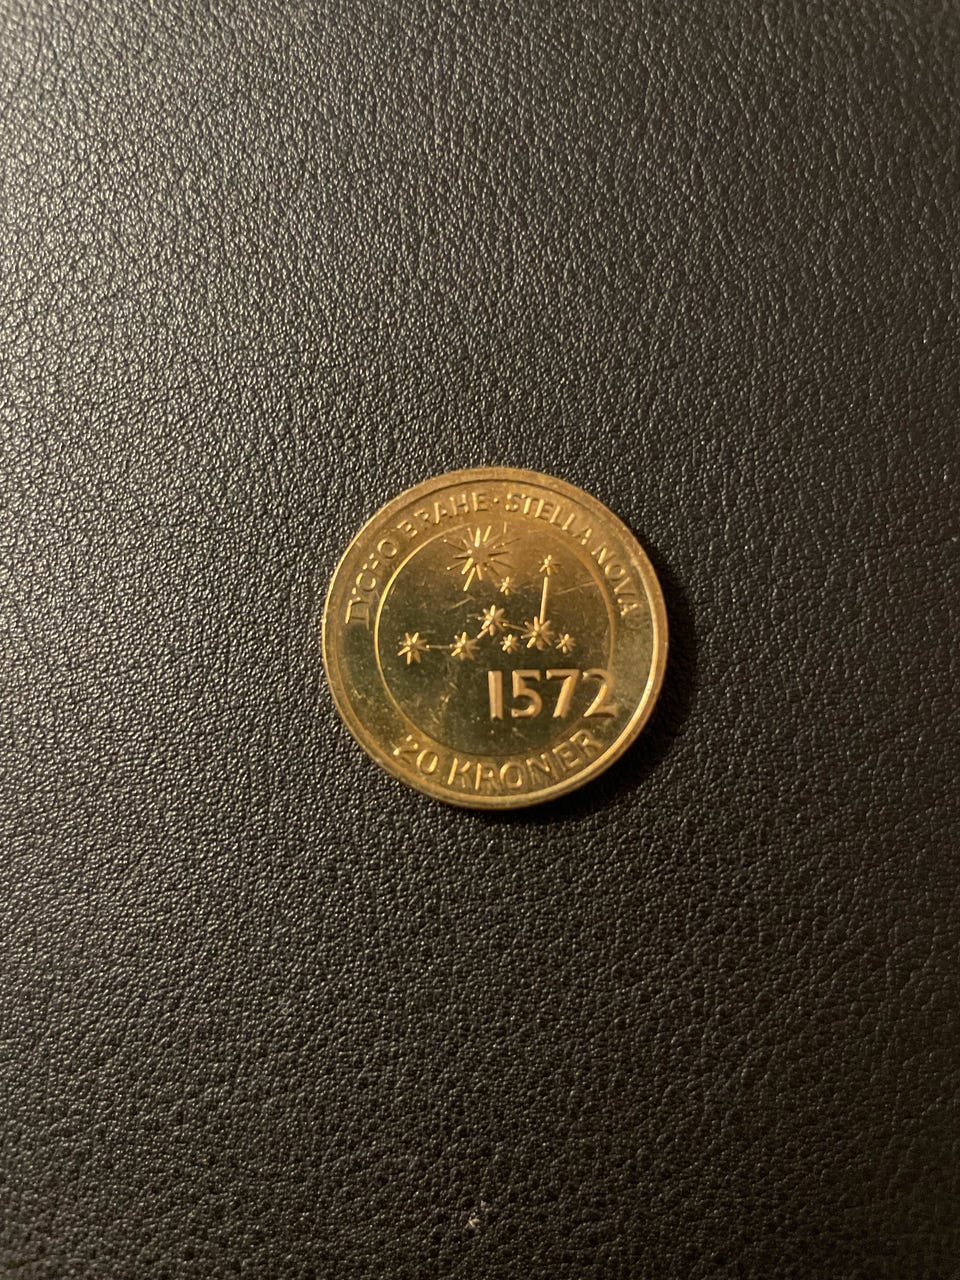 TYCHO BRAHE · STELLA NOVA
1572
20 KRONER